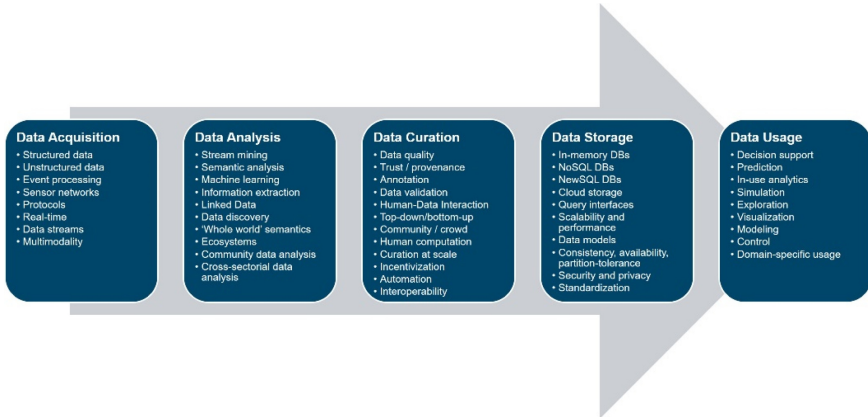 Data Acquisition
• Structured data
• Unstructured data
• Event processing
• Sensor networks
• Protocols
• Real-time
• Data streams
• Multimodality
Data Analysis
• Stream mining
• Semantic analysis
• Machine learning
• Information extraction
• Linked Data
• Data discovery
• 'Whole world' semantics
• Ecosystems
• Community data analysis
• Cross-sectorial data
analysis
Data Curation
• Data quality
• Trust / provenance
• Annotation
• Data validation
• Human-Data Interaction
• Top-down/bottom-up
• Community / crowd
• Human computation
• Curation at scale
• Incentivization
• Automation
• Interoperability
Data Storage
• In-memory DBs
• NoSQL DBs
• NewSQL DBs
• Cloud storage
• Query interfaces
• Scalability and
performance
• Data models
• Consistency, availability,
partition-tolerance
• Security and privacy
• Standardization
Data Usage
• Decision support
• Prediction
• In-use analytics
• Simulation
• Exploration
• Visualization
• Modeling
• Control
• Domain-specific usage